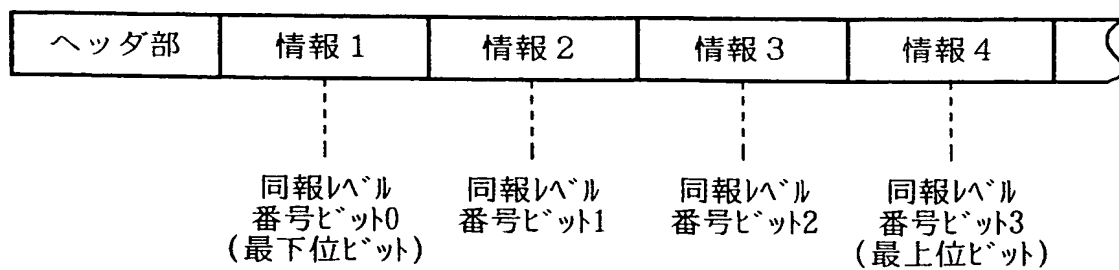 ヘッダ部 情報1 情報2 情報3 情報4
同報ﾚﾍﾞﾙ 同報ﾚﾍﾞﾙ 同報ﾚﾍﾞﾙ 同報ﾚﾍﾞﾙ
番号ﾋﾞｯﾄ0 番号ﾋﾞｯﾄ1 番号ﾋﾞｯﾄ2 番号ﾋﾞｯﾄ3
(最下位ﾋﾞｯﾄ) (最上位ﾋﾞｯﾄ)